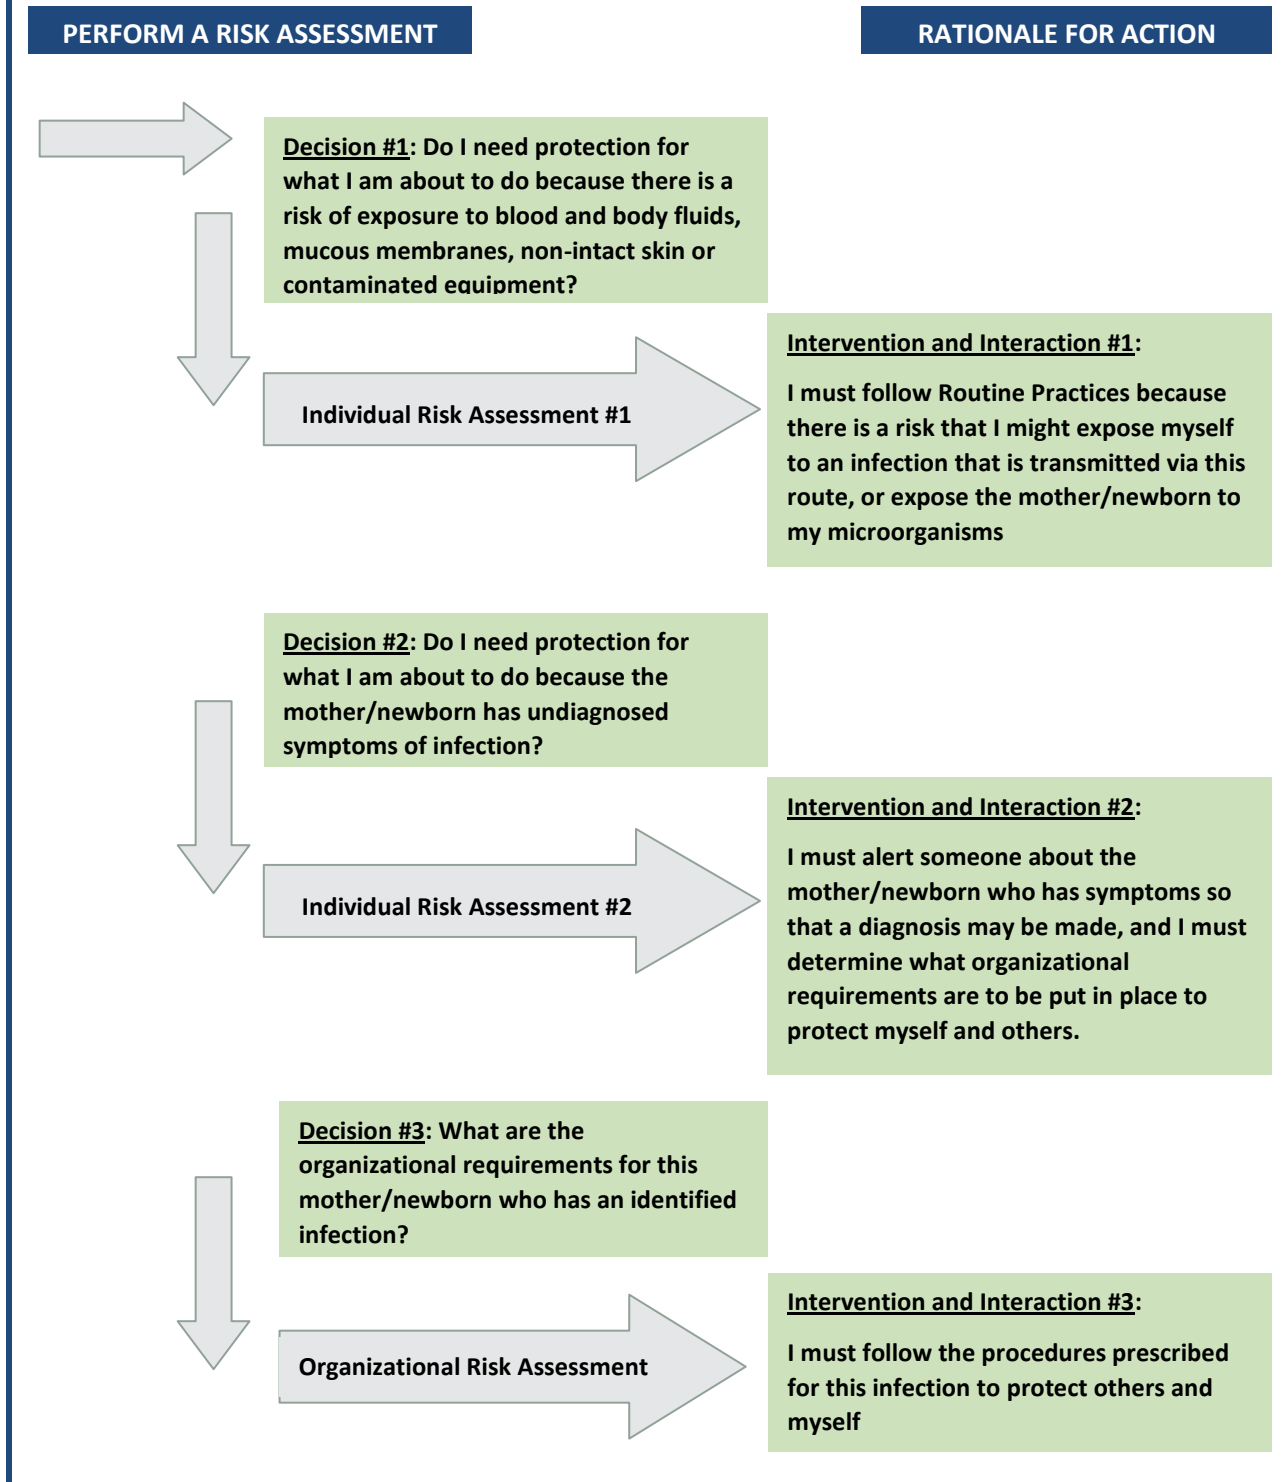 PERFORM A RISK ASSESSMENT
RATIONALE FOR ACTION
Decision #1: Do I need protection for
what I am about to do because there is a
risk of exposure to blood and body fluids,
mucous membranes, non-intact skin or
contaminated equipment?
Individual Risk Assessment #1
Intervention and Interaction #1:
I must follow Routine Practices because
there is a risk that I might expose myself
to an infection that is transmitted via this
route, or expose the mother/newborn to
my microorganisms
Decision #2: Do I need protection for
what I am about to do because the
mother/newborn has undiagnosed
symptoms of infection?
Individual Risk Assessment #2
Intervention and Interaction #2:
I must alert someone about the
mother/newborn who has symptoms so
that a diagnosis may be made, and I must
determine what organizational
requirements are to be put in place to
protect myself and others.
Decision #3: What are the
organizational requirements for this
mother/newborn who has an identified
infection?
Organizational Risk Assessment
Intervention and Interaction #3:
I must follow the procedures prescribed
for this infection to protect others and
myself